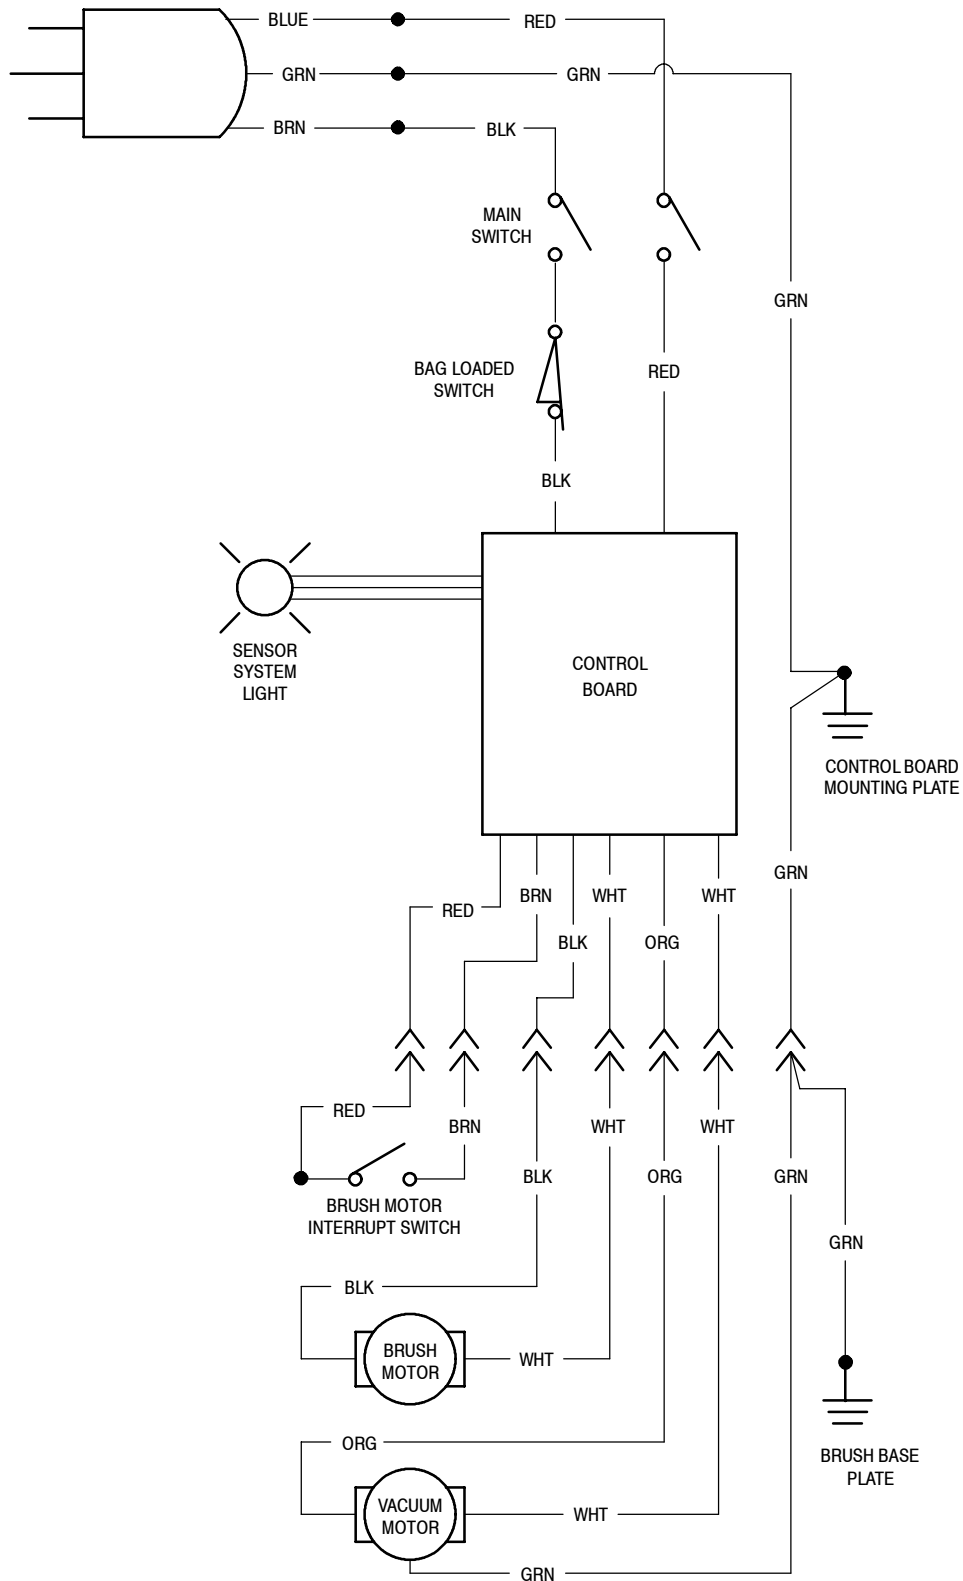 BLUE
RED
GRN
GRN
BRN
BLK
MAIN
SWITCH
GRN
BAG LOADED
SWITCH
RED
BLK
SENSOR
SYSTEM
LIGHT
CONTROL
BOARD
CONTROL BOARD
MOUNTING PLATE
GRN
RED
BRN
WHT
WHT
BLK
ORG
RED
BRN
WHT
WHT
BLK
ORG
GRN
BRUSH MOTOR
INTERRUPT SWITCH
GRN
BLK
BRUSH
MOTOR
WHT
ORG
BRUSH BASE
PLATE
VACUUM
MOTOR
WHT
GRN